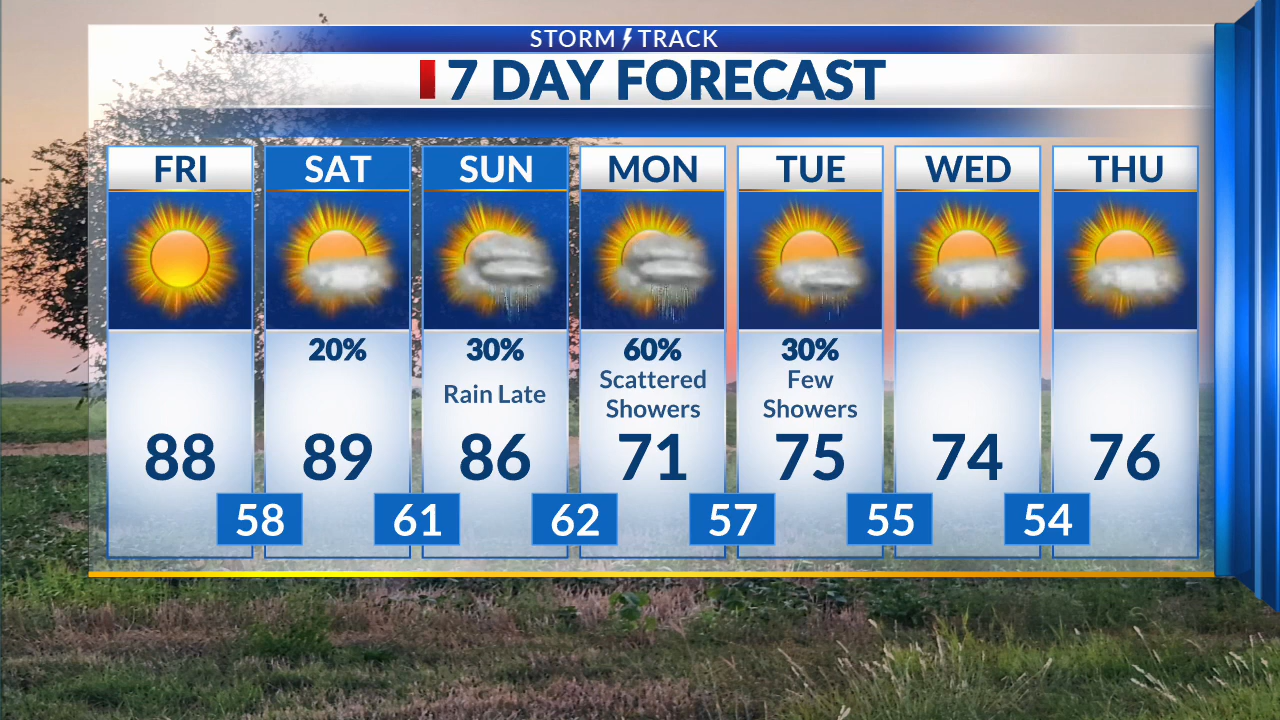 STORM TRACK
7 DAY FORECAST
FRI SAT SUN MON TUE WED THU
20% 30% 60% 30%
Rain Late
Scattered
Showers
Few
Showers
88 89 86 71 75 74 76
58 61 62 57 55 54